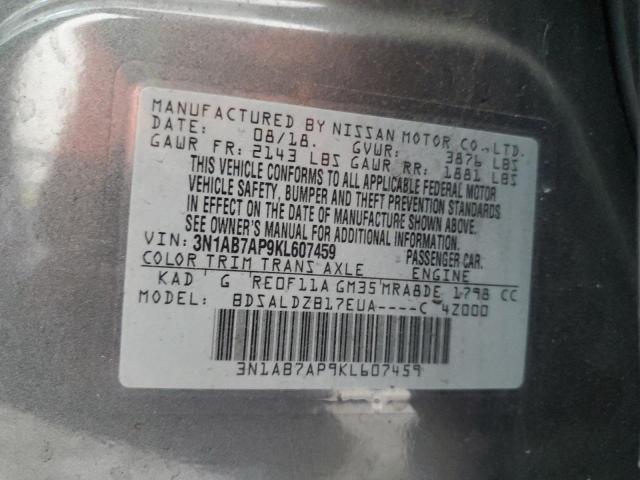 MANUFACTURED BY NISSAN MOTOR CO.,LTD.
DATE: 08/18. GVWR: 3876 LBS
GAWR FR: 2143 LBS GAWR RR: 1881 LBS
THIS VEHICLE CONFORMS TO ALL APPLICABLE FEDERAL MOTOR
VEHICLE SAFETY, BUMPER AND THEFT PREVENTION STANDARDS
IN EFFECT ON THE DATE OF MANUFACTURE SHOWN ABOVE.
SEE OWNER'S MANUAL FOR ADDITIONAL INFORMATION.
VIN: 3N1AB7AP9KL607459 PASSENGER CAR.
COLOR TRIM TRANS AXLE ENGINE
KAD ' G ' RE0F11A GM35'MRA8DE 1798 CC
MODEL: BDSALDZB17EUA----C 4Z000
3N1AB7AP9KL607459